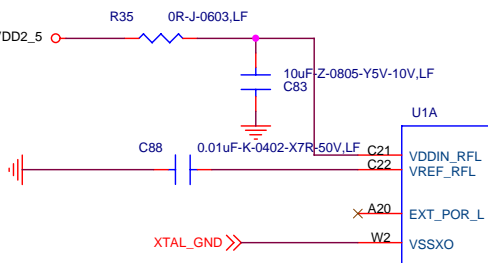 R35 0R-J-0603,LF
VDD2_5
10uF-Z-0805-Y5V-10V,LF
C83
U1A
C88 0.01uF-K-0402-X7R-50V,LF
C21 VDDIN_RFL
C22 VREF_RFL
A20 EXT_POR_L
XTAL_GND W2 VSSXO